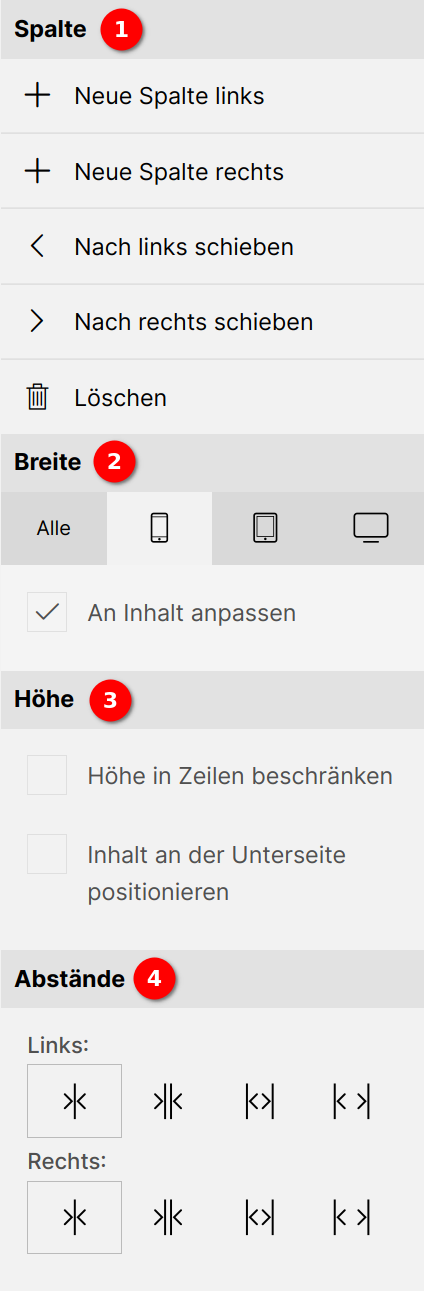 Spalte 1
Neue Spalte links
Neue Spalte rechts
Nach links schieben
Nach rechts schieben
Löschen
Breite 2
Alle
An Inhalt anpassen
Höhe 3
Höhe in Zeilen beschränken
Inhalt an der Unterseite
positionieren
Abstände 4
Links:
Rechts: